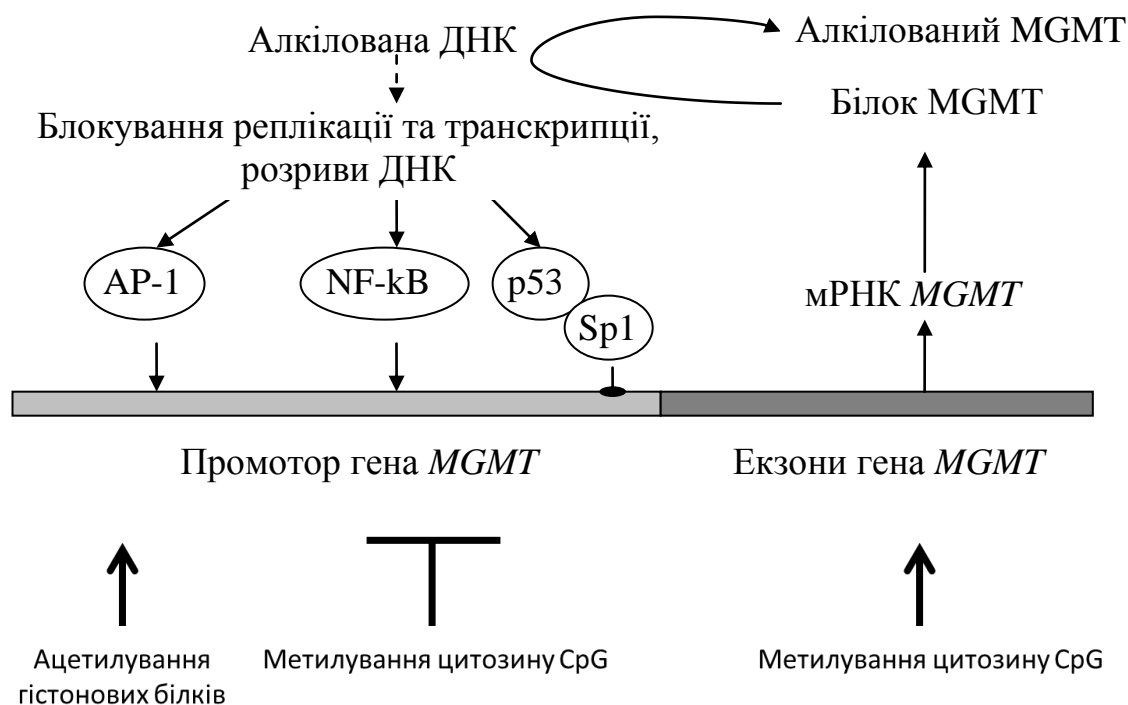 Алкілована ДНК
Алкілований MGMT
Білок MGMT
Блокування реплікації та транскрипції,
розриви ДНК
AP-1
NF-kB
p53
Sp1
мРНК MGMT
Промотор гена MGMT
Екзони гена MGMT
Ацетилування
гістонових білків
Метилування цитозину CpG
Метилування цитозину CpG